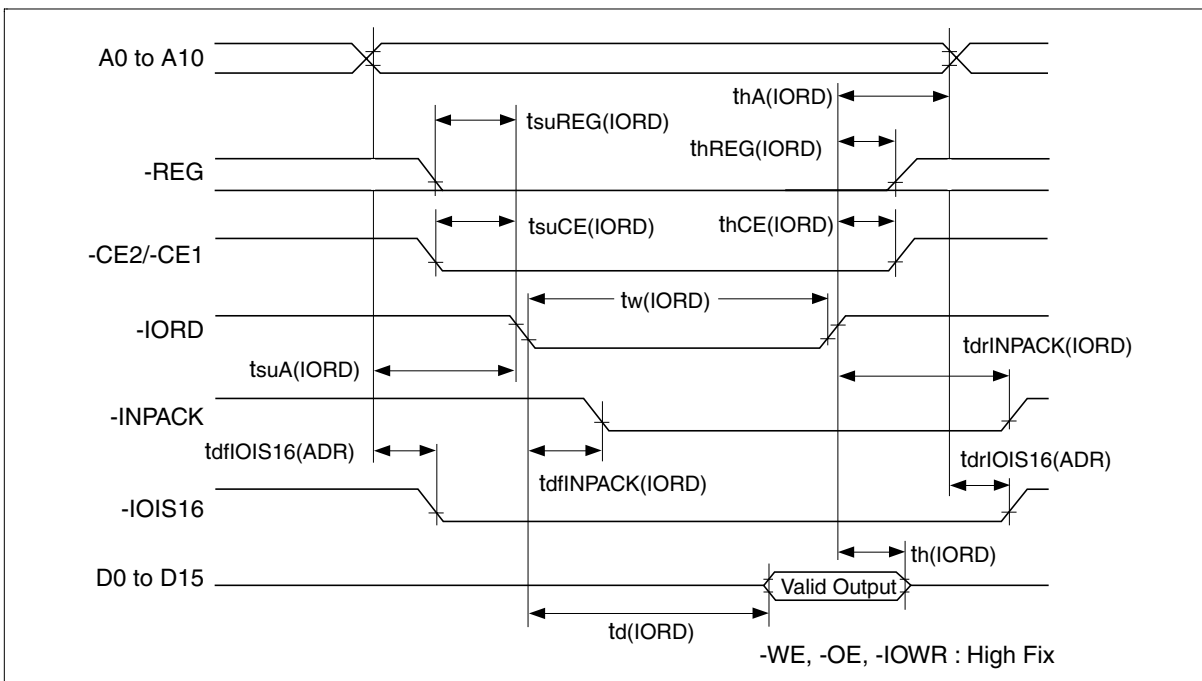 A0 to A10
thA(IORD)
tsuREG(IORD)
thREG(IORD)
-REG
tsuCE(IORD)
thCE(IORD)
-CE2/-CE1
tw(IORD)
-IORD
tdrINPACK(IORD)
tsuA(IORD)
-INPACK
tdfIOIS16(ADR)
tdrIOIS16(ADR)
tdfINPACK(IORD)
-IOIS16
th(IORD)
D0 to D15
Valid Output
td(IORD)
-WE, -OE, -IOWR : High Fix